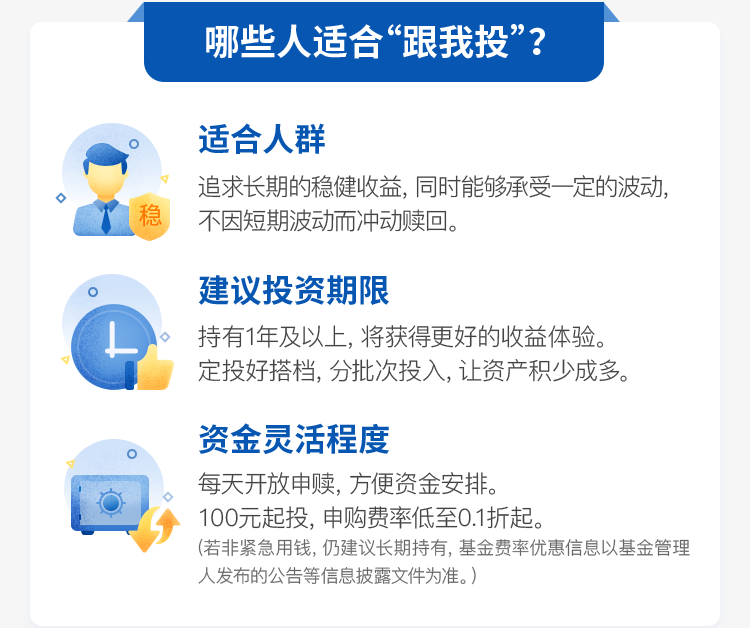 哪些人适合“跟我投”？
适合人群
追求长期的稳健收益, 同时能够承受一定的波动,
不因短期波动而冲动赎回。
稳
建议投资期限
持有1年及以上, 将获得更好的收益体验。
定投好搭档, 分批次投入, 让资产积少成多。
资金灵活程度
每天开放申赎, 方便资金安排。
100元起投, 申购费率低至0.1折起。
(若非紧急用钱, 仍建议长期持有, 基金费率优惠信息以基金管理
人发布的公告等信息披露文件为准。)